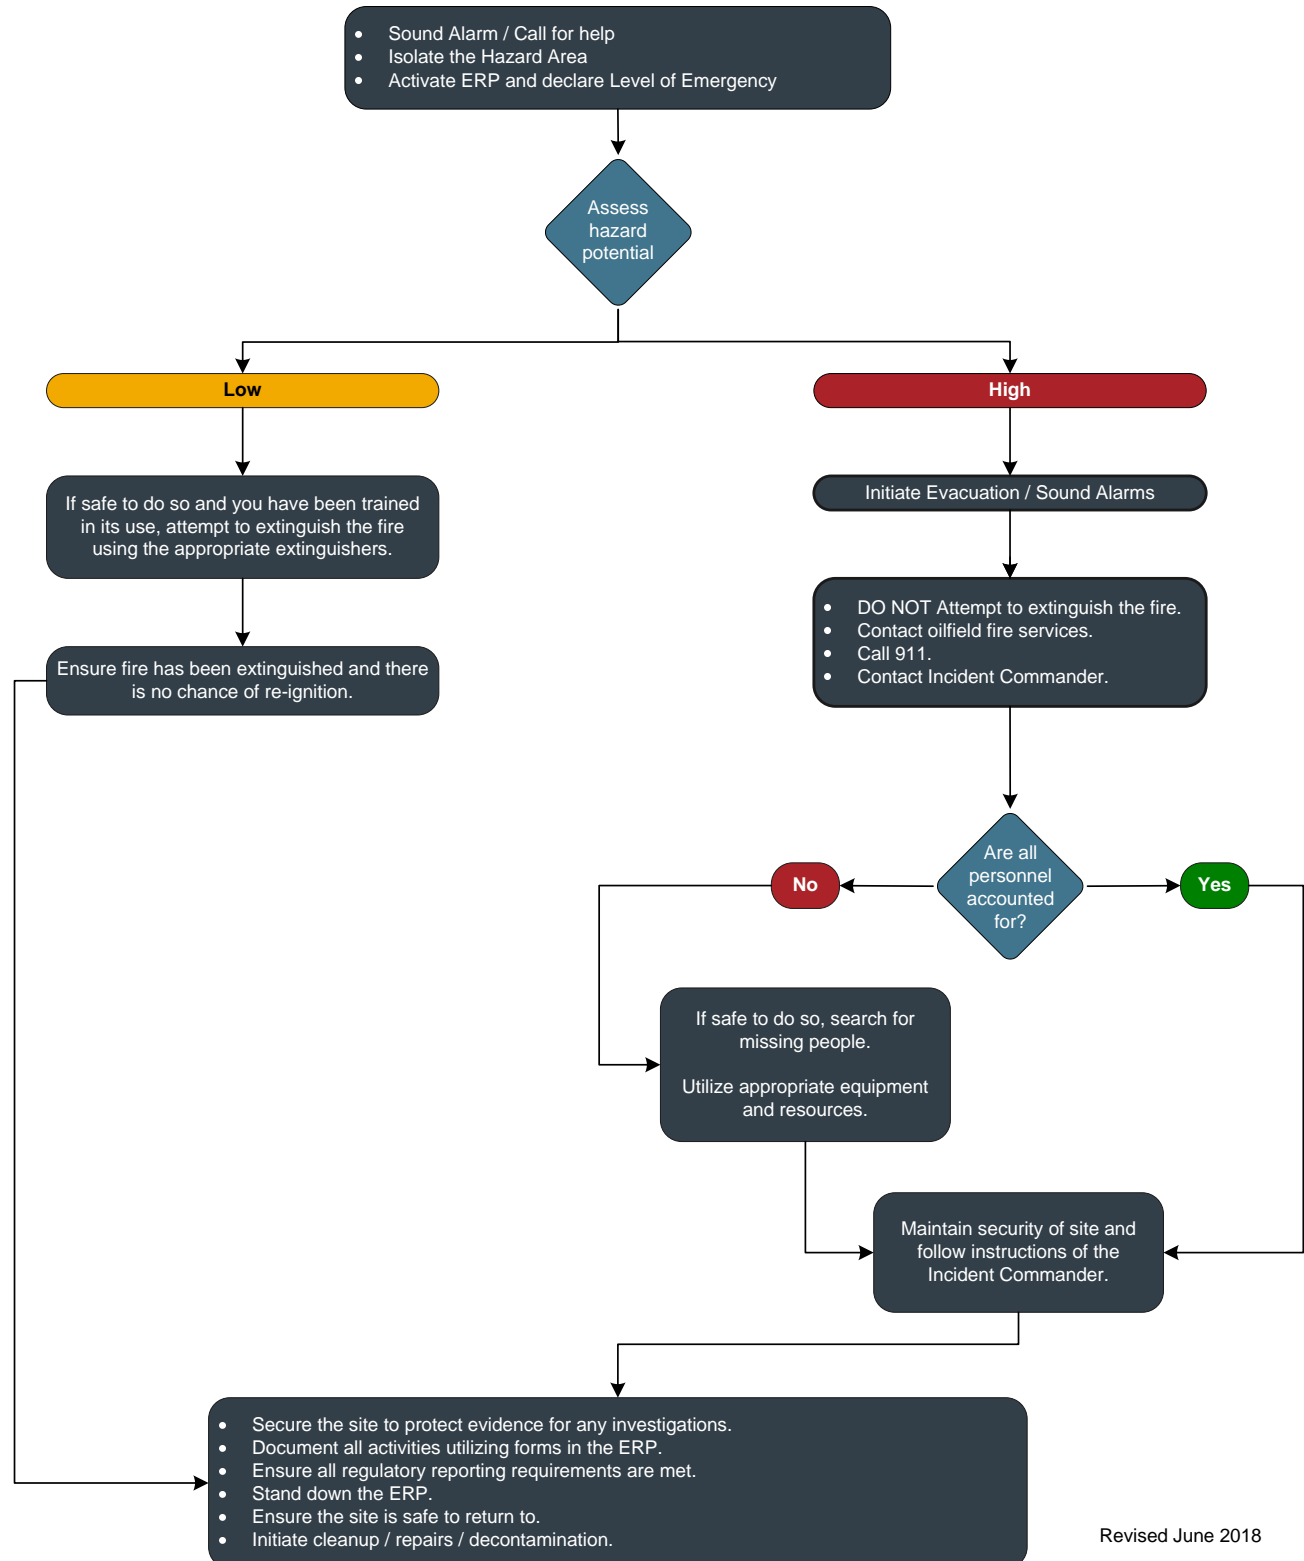 • Sound Alarm / Call for help
• Isolate the Hazard Area
• Activate ERP and declare Level of Emergency
Assess
hazard
potential
Low
High
If safe to do so and you have been trained
in its use, attempt to extinguish the fire
using the appropriate extinguishers.
Initiate Evacuation / Sound Alarms
• DO NOT Attempt to extinguish the fire.
• Contact oilfield fire services.
• Call 911.
• Contact Incident Commander.
Ensure fire has been extinguished and there
is no chance of re-ignition.
Are all
personnel
accounted
for?
No
Yes
If safe to do so, search for
missing people.
Utilize appropriate equipment
and resources.
Maintain security of site and
follow instructions of the
Incident Commander.
• Secure the site to protect evidence for any investigations.
• Document all activities utilizing forms in the ERP.
• Ensure all regulatory reporting requirements are met.
• Stand down the ERP.
• Ensure the site is safe to return to.
• Initiate cleanup / repairs / decontamination.
Revised June 2018